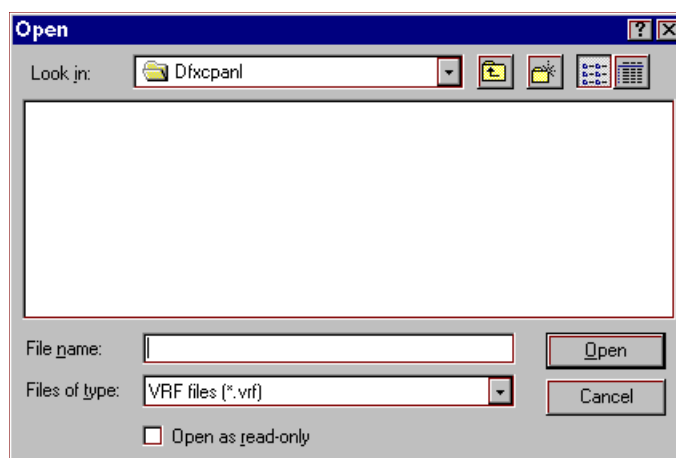 Open
Look in: Dfxcpanl
File name:
Open
Files of type: VRF files (*.vrf)
Cancel
Open as read-only